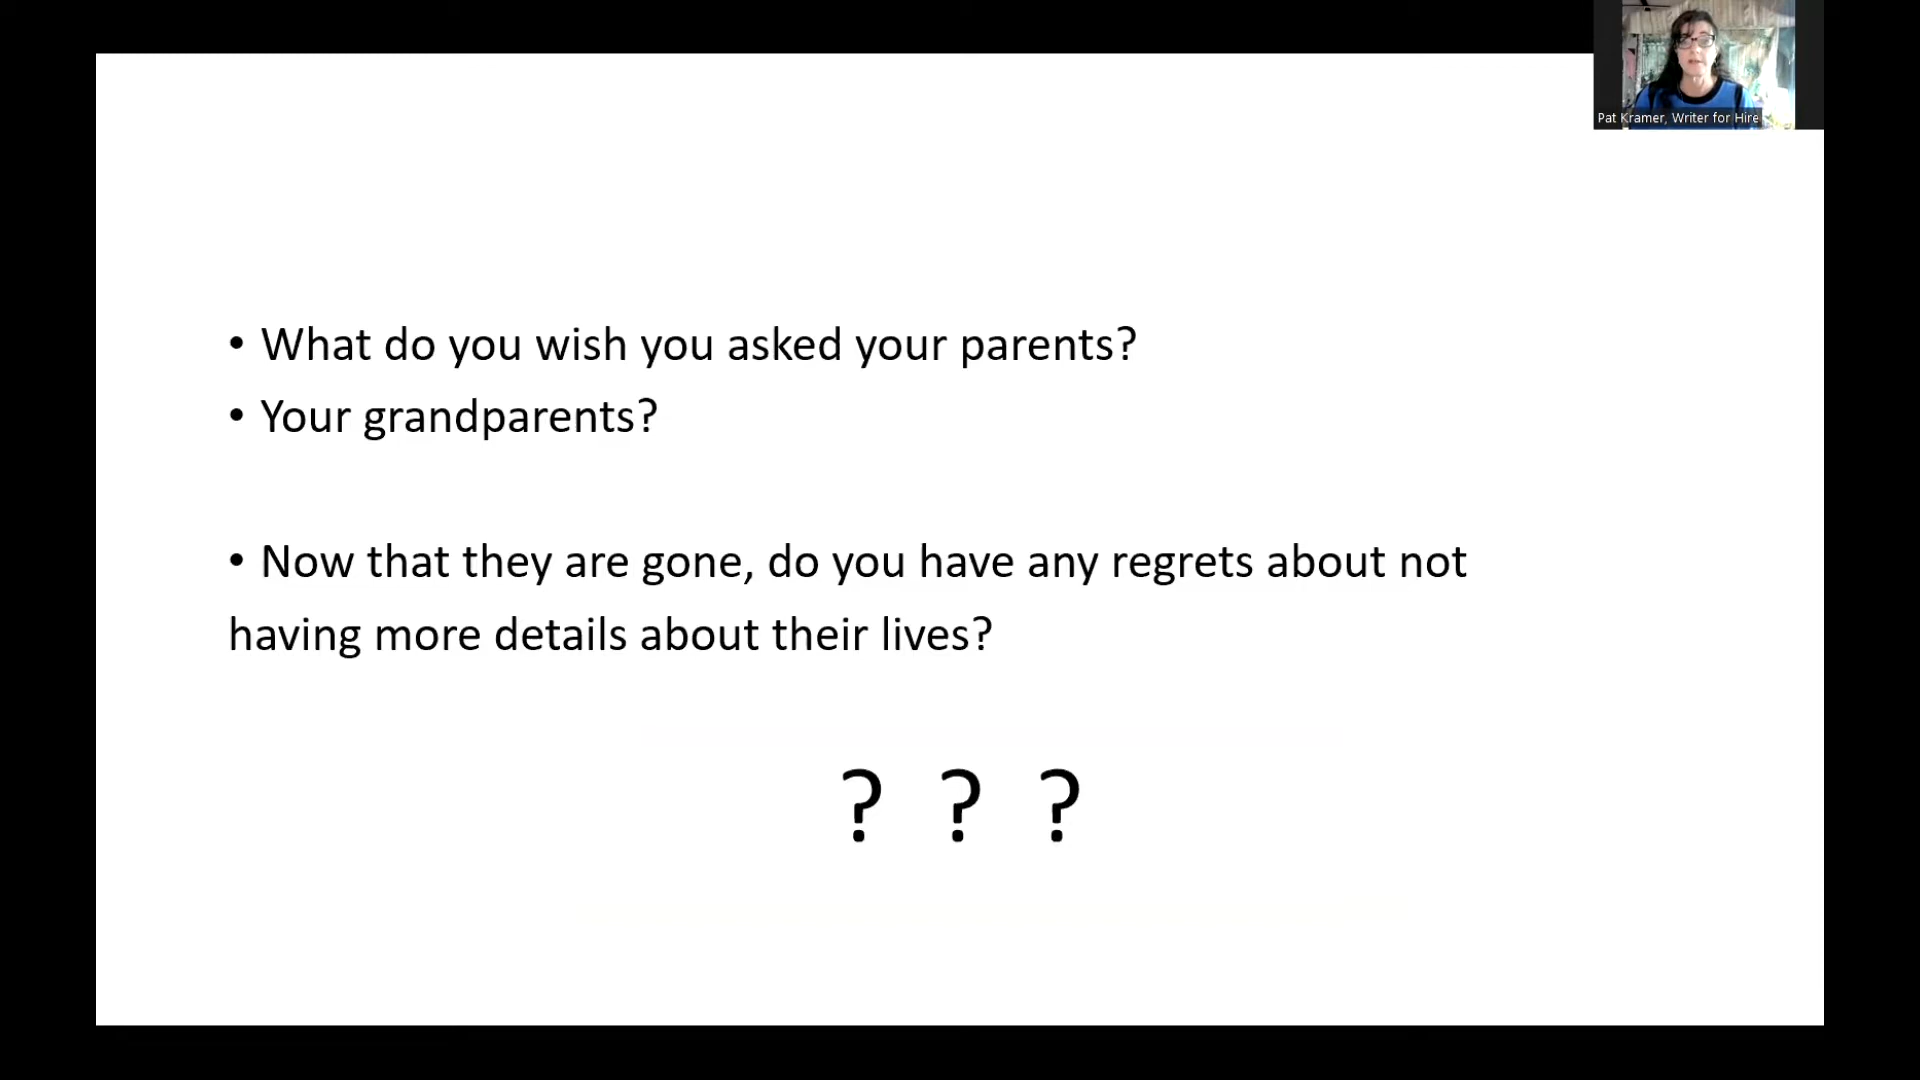 Pat Kramer, Writer for Hire
• What do you wish you asked your parents?
• Your grandparents?
• Now that they are gone, do you have any regrets about not
having more details about their lives?
? ? ?